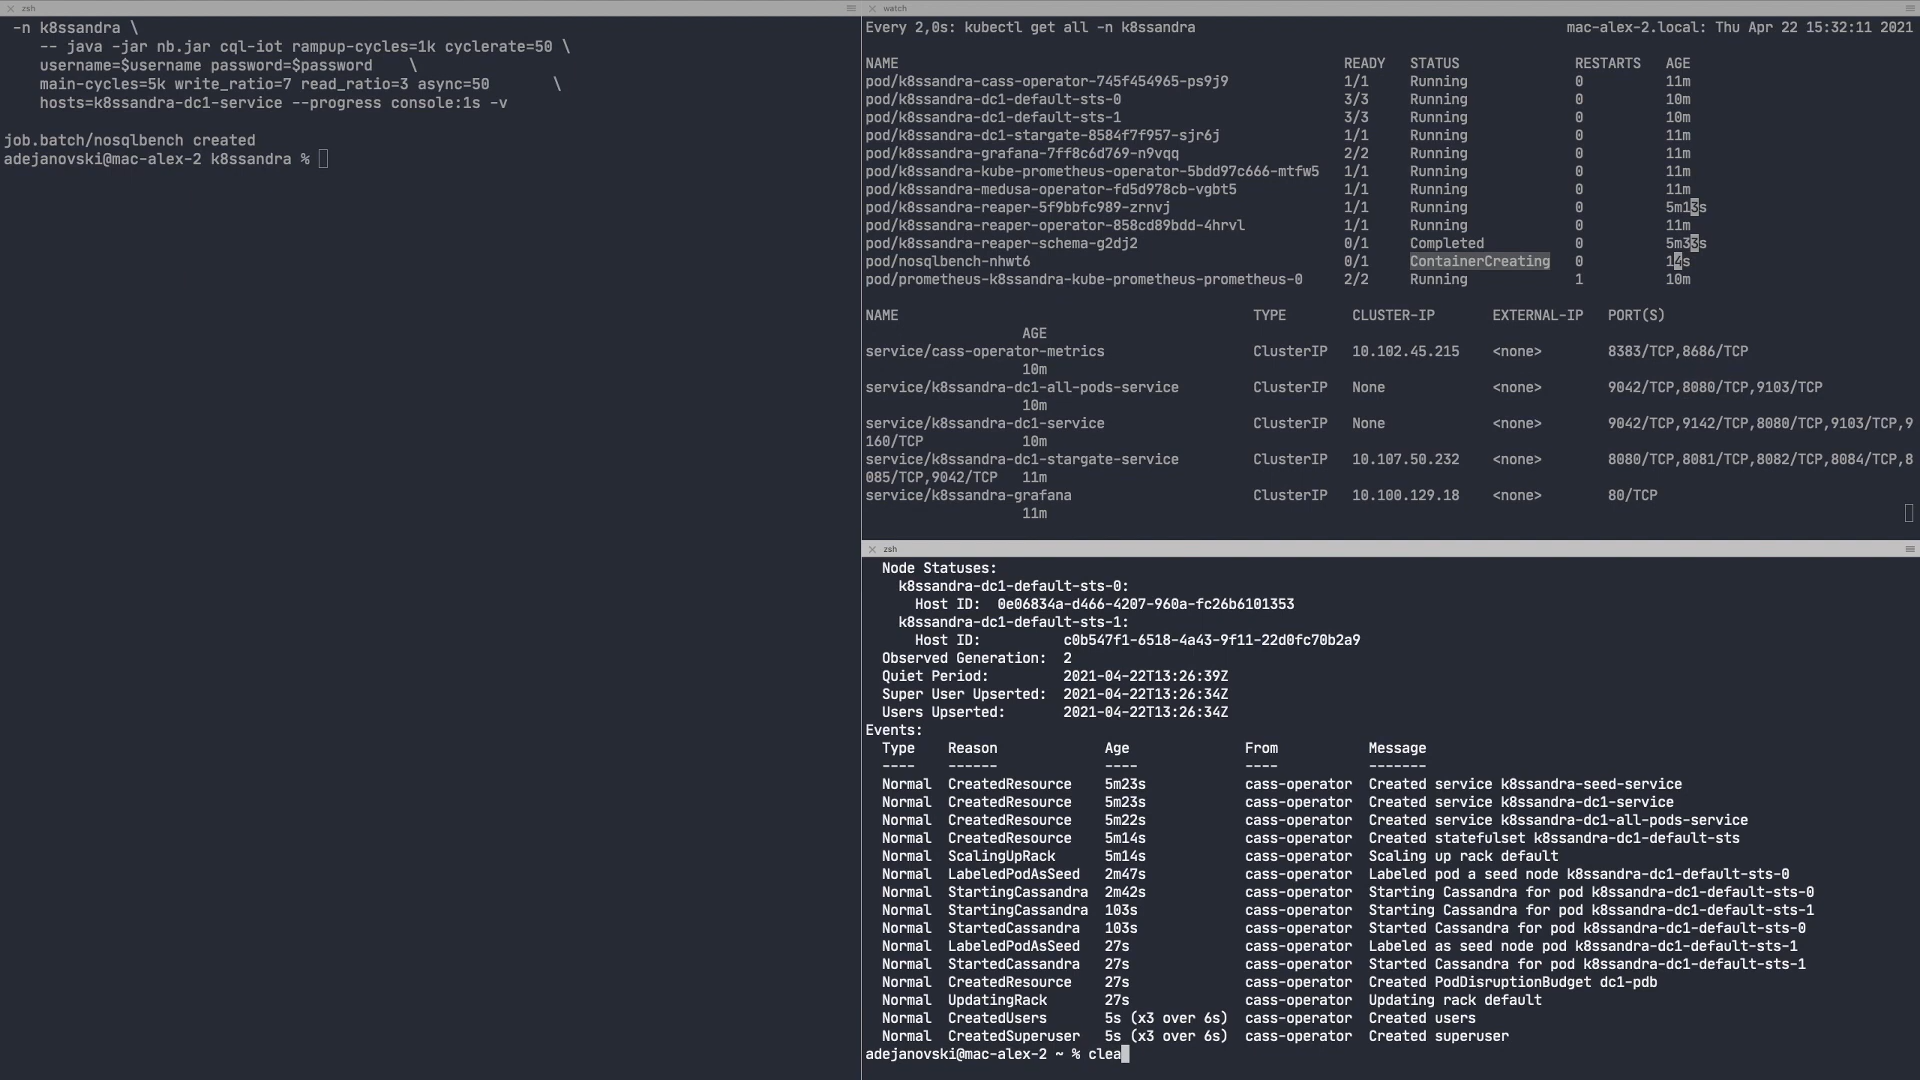 zsh
-n k8ssandra \
-- java -jar nb.jar cql-iot rampup-cycles=1k cyclerate=50 \
username=$username password=$password    \
main-cycles=5k write_ratio=7 read_ratio=3 async=50       \
hosts=k8ssandra-dc1-service --progress console:1s -v
job.batch/nosqlbench created
adejanovski@mac-alex-2 k8ssandra %
watch
Every 2,0s: kubectl get all -n k8ssandra    mac-alex-2.local: Thu Apr 22 15:32:11 2021
NAME    READY    STATUS    RESTARTS    AGE
pod/k8ssandra-cass-operator-745f454965-ps9j9    1/1    Running    0    11m
pod/k8ssandra-dc1-default-sts-0    3/3    Running    0    10m
pod/k8ssandra-dc1-default-sts-1    3/3    Running    0    10m
pod/k8ssandra-dc1-stargate-8584f7f957-sjr6j    1/1    Running    0    11m
pod/k8ssandra-grafana-7ff8c6d769-n9vqq    2/2    Running    0    11m
pod/k8ssandra-kube-prometheus-operator-5bdd97c666-mtfw5    1/1    Running    0    11m
pod/k8ssandra-medusa-operator-fd5d978cb-vgbt5    1/1    Running    0    11m
pod/k8ssandra-reaper-5f9bbfc989-zrnvj    1/1    Running    0    5m13s
pod/k8ssandra-reaper-operator-858cd89bdd-4hrvl    1/1    Running    0    11m
pod/k8ssandra-reaper-schema-g2dj2    0/1    Completed    0    5m33s
pod/nosqlbench-nhwt6    0/1    ContainerCreating    0    14s
pod/prometheus-k8ssandra-kube-prometheus-prometheus-0    2/2    Running    1    10m
NAME    TYPE    CLUSTER-IP    EXTERNAL-IP    PORT(S)
AGE
service/cass-operator-metrics    ClusterIP    10.102.45.215    <none>    8383/TCP,8686/TCP
10m
service/k8ssandra-dc1-all-pods-service    ClusterIP    None    <none>    9042/TCP,8080/TCP,9103/TCP
10m
service/k8ssandra-dc1-service    ClusterIP    None    <none>    9042/TCP,9142/TCP,8080/TCP,9103/TCP,9
160/TCP    10m
service/k8ssandra-dc1-stargate-service    ClusterIP    10.107.50.232    <none>    8080/TCP,8081/TCP,8082/TCP,8084/TCP,8
085/TCP,9042/TCP    11m
service/k8ssandra-grafana    ClusterIP    10.100.129.18    <none>    80/TCP
11m
zsh
Node Statuses:
k8ssandra-dc1-default-sts-0:
Host ID:  0e06834a-d466-4207-960a-fc26b6101353
k8ssandra-dc1-default-sts-1:
Host ID:    c0b547f1-6518-4a43-9f11-22d0fc70b2a9
Observed Generation:  2
Quiet Period:    2021-04-22T13:26:39Z
Super User Upserted:  2021-04-22T13:26:34Z
Users Upserted:    2021-04-22T13:26:34Z
Events:
Type    Reason    Age    From    Message
----    ------    ----    ----    -------
Normal  CreatedResource    5m23s    cass-operator  Created service k8ssandra-seed-service
Normal  CreatedResource    5m23s    cass-operator  Created service k8ssandra-dc1-service
Normal  CreatedResource    5m22s    cass-operator  Created service k8ssandra-dc1-all-pods-service
Normal  CreatedResource    5m14s    cass-operator  Created statefulset k8ssandra-dc1-default-sts
Normal  ScalingUpRack    5m14s    cass-operator  Scaling up rack default
Normal  LabeledPodAsSeed    2m47s    cass-operator  Labeled pod a seed node k8ssandra-dc1-default-sts-0
Normal  StartingCassandra  2m42s    cass-operator  Starting Cassandra for pod k8ssandra-dc1-default-sts-0
Normal  StartingCassandra  103s    cass-operator  Starting Cassandra for pod k8ssandra-dc1-default-sts-1
Normal  StartedCassandra    103s    cass-operator  Started Cassandra for pod k8ssandra-dc1-default-sts-0
Normal  LabeledPodAsSeed    27s    cass-operator  Labeled as seed node pod k8ssandra-dc1-default-sts-1
Normal  StartedCassandra    27s    cass-operator  Started Cassandra for pod k8ssandra-dc1-default-sts-1
Normal  CreatedResource    27s    cass-operator  Created PodDisruptionBudget dc1-pdb
Normal  UpdatingRack    27s    cass-operator  Updating rack default
Normal  CreatedUsers    5s (x3 over 6s)  cass-operator  Created users
Normal  CreatedSuperuser    5s (x3 over 6s)  cass-operator  Created superuser
adejanovski@mac-alex-2 ~ % clea